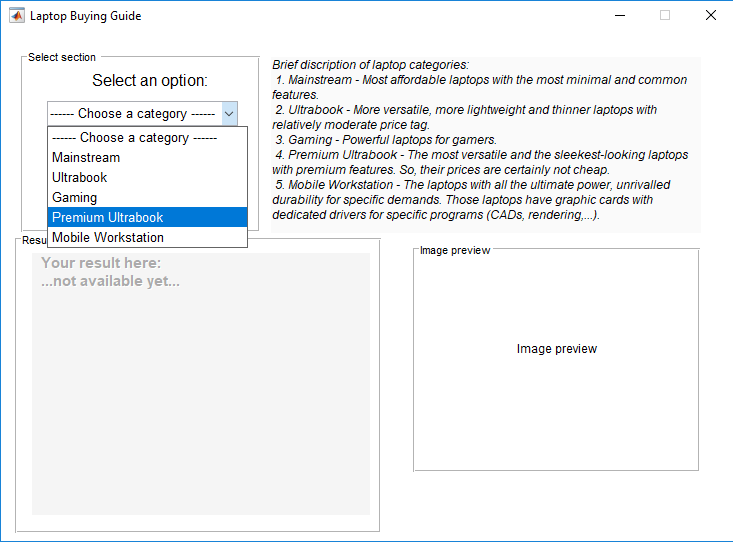 Laptop Buying Guide
Select section
Select an option:
------ Choose a category ------
------ Choose a category ------
Mainstream
Ultrabook
Gaming
Premium Ultrabook
Mobile Workstation
Brief discription of laptop categories:
1. Mainstream - Most affordable laptops with the most minimal and common
features.
2. Ultrabook - More versatile, more lightweight and thinner laptops with
relatively moderate price tag.
3. Gaming - Powerful laptops for gamers.
4. Premium Ultrabook - The most versatile and the sleekest-looking laptops
with premium features. So, their prices are certainly not cheap.
5. Mobile Workstation - The laptops with all the ultimate power, unrivalled
durability for specific demands. Those laptops have graphic cards with
dedicated drivers for specific programs (CADs, rendering,...).
Resu
Your result here:
...not available yet...
Image preview
Image preview